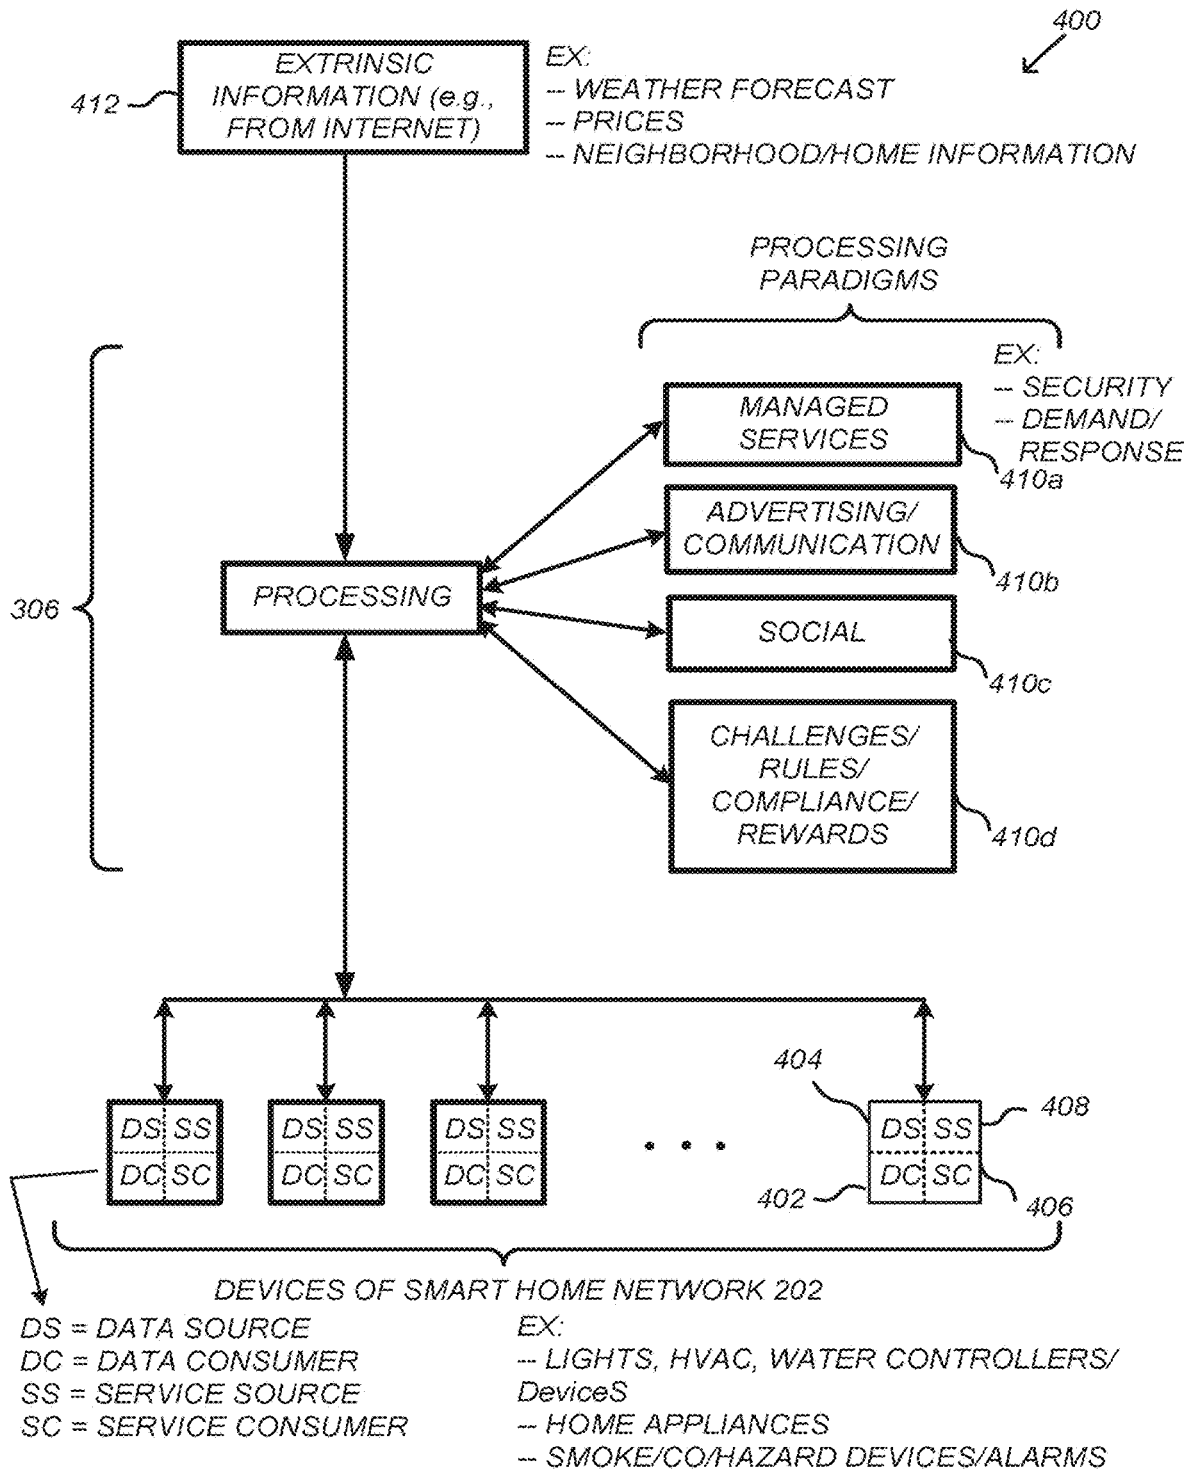 400
EXTRINSIC
INFORMATION (e.g.,
FROM INTERNET)
412
EX:
-- WEATHER FORECAST
-- PRICES
-- NEIGHBORHOOD/HOME INFORMATION
PROCESSING
PARADIGMS
EX:
-- SECURITY
-- DEMAND/
RESPONSE
MANAGED
SERVICES
410a
ADVERTISING/
COMMUNICATION
410b
306
PROCESSING
SOCIAL
410c
CHALLENGES/
RULES/
COMPLIANCE/
REWARDS
410d
404
408
DS SS
DC SC
DS SS
DC SC
DS SS
DC SC
. . .
DS SS
DC SC
402
406
DEVICES OF SMART HOME NETWORK 202
DS = DATA SOURCE
DC = DATA CONSUMER
SS = SERVICE SOURCE
SC = SERVICE CONSUMER
EX:
-- LIGHTS, HVAC, WATER CONTROLLERS/
DeviceS
-- HOME APPLIANCES
-- SMOKE/CO/HAZARD DEVICES/ALARMS